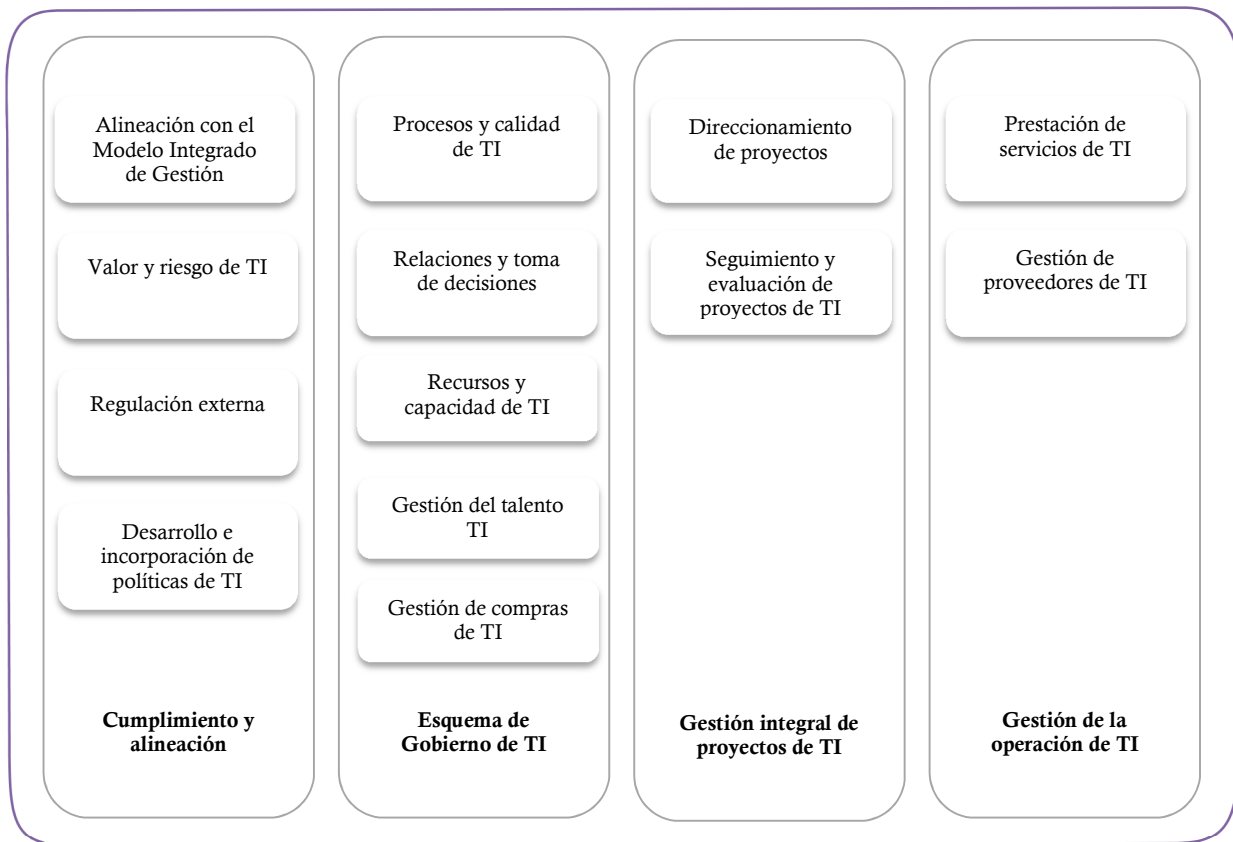 Alineación con el
Modelo Integrado
de Gestión
Valor y riesgo de TI
Regulación externa
Desarrollo e
incorporación de
políticas de TI
Cumplimiento y
alineación
Procesos y calidad
de TI
Relaciones y toma
de decisiones
Recursos y
capacidad de TI
Gestión del talento
TI
Gestión de compras
de TI
Esquema de
Gobierno de TI
Direccionamiento
de proyectos
Seguimiento y
evaluación de
proyectos de TI
Gestión integral de
proyectos de TI
Prestación de
servicios de TI
Gestión de
proveedores de TI
Gestión de la
operación de TI